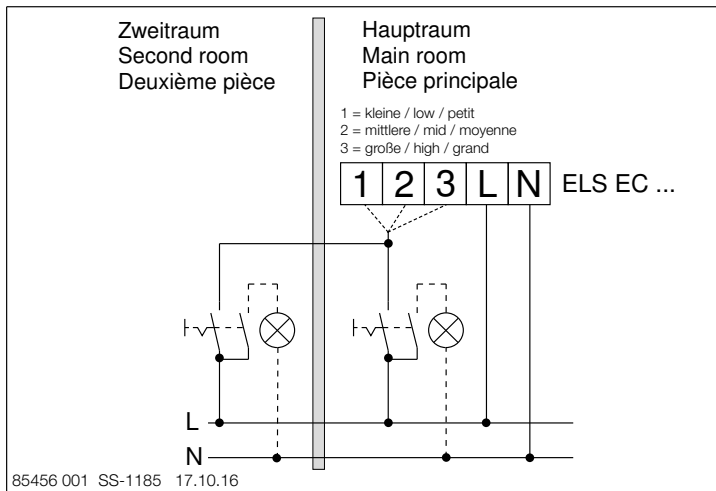 Zweitraum
Second room
Deuxième pièce
Hauptraum
Main room
Pièce principale
1 = kleine / low / petit
2 = mittlere / mid / moyenne
3 = große / high / grand
1 2 3 L N ELS EC ...
L
N
85456 001 SS-1185 17.10.16